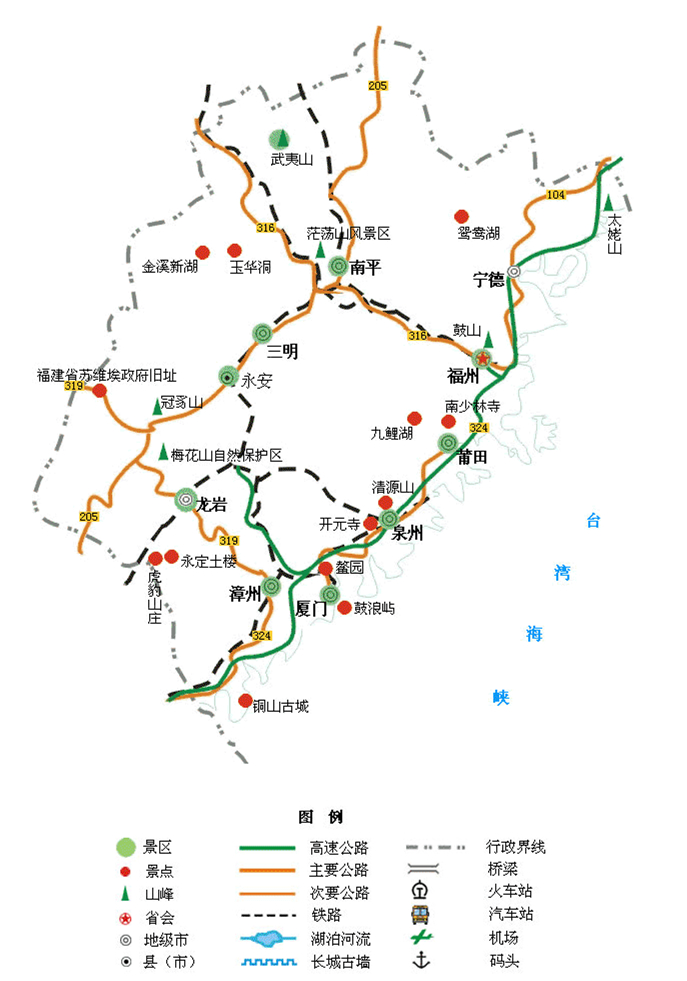 205
武夷山
104
太姥山
鸳鸯湖
316
茫荡山风景区
金溪新湖
玉华洞
南平
宁德
鼓山
316
三明
福州
福建省苏维埃政府旧址
319
永安
冠豸山
南少林寺
九鲤湖
324
莆田
梅花山自然保护区
清源山
龙岩
205
开元寺
泉州
台湾海峡
319
永定土楼
虎豹山庄
鳌园
漳州
厦门
鼓浪屿
324
铜山古城
图 例
景区
高速公路
行政界线
景点
主要公路
桥梁
山峰
次要公路
火车站
省会
铁路
汽车站
地级市
湖泊河流
机场
县（市）
长城古墙
码头